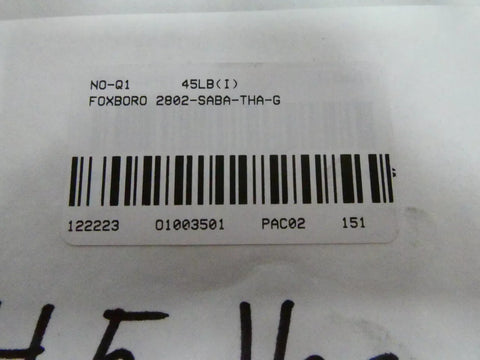 NO-Q1 45LB(I)
FOXBORO 2802-SABA-THA-G
122223 01003501 PAC02 151